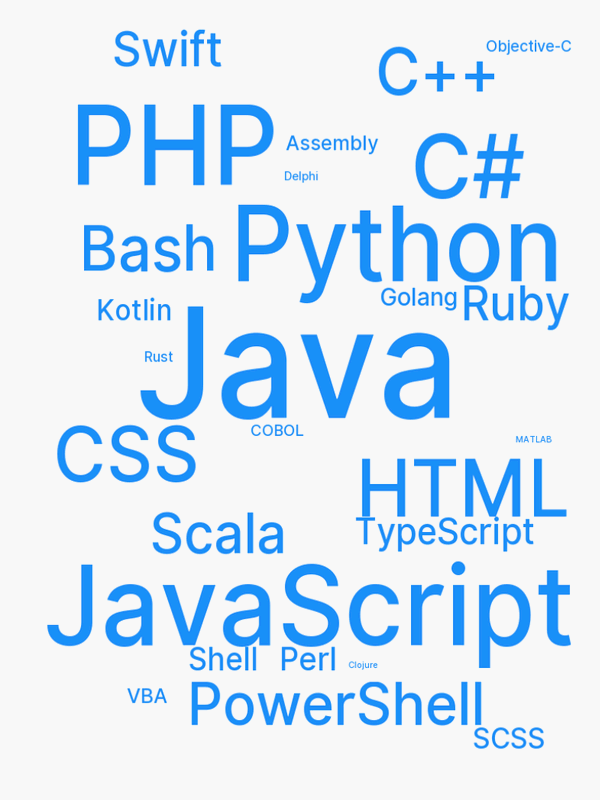 Swift
Objective-C
C++
PHP
Assembly
C#
Delphi
Bash
Python
Golang
Ruby
Kotlin
Java
Rust
COBOL
CSS
MATLAB
HTML
Scala
TypeScript
JavaScript
Shell
Perl
Clojure
VBA
PowerShell
SCSS